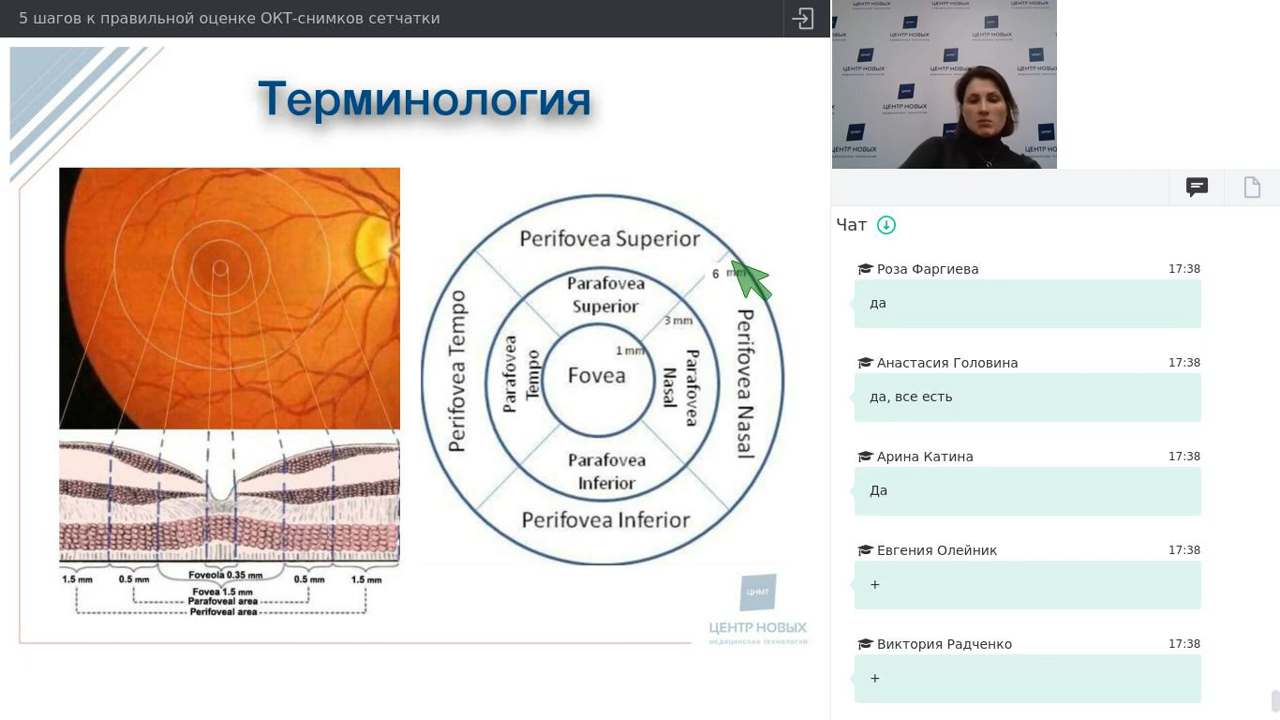 5 шагов к правильной оценке ОКТ-снимков сетчатки
Терминология
Perifovea Superior
6 mm
Parafovea
Superior
3 mm
1 mm
Perifovea Tempo
Parafovea
Tempo
Fovea
Parafovea
Nasal
Perifovea Nasal
Parafovea
Inferior
Perifovea Inferior
1.5 mm
0.5 mm
Foveola 0.35 mm
0.5 mm
1.5 mm
Fovea 1.5 mm
Parafoveal area
Perifoveal area
ЦНМТ
ЦЕНТР НОВЫХ
МЕДИЦИНСКИХ ТЕХНОЛОГИЙ
ЦЕНТР НОВЫХ
Чат
Роза Фаргиева 17:38
да
Анастасия Головина 17:38
да, все есть
Арина Катина 17:38
Да
Евгения Олейник 17:38
+
Виктория Радченко 17:38
+